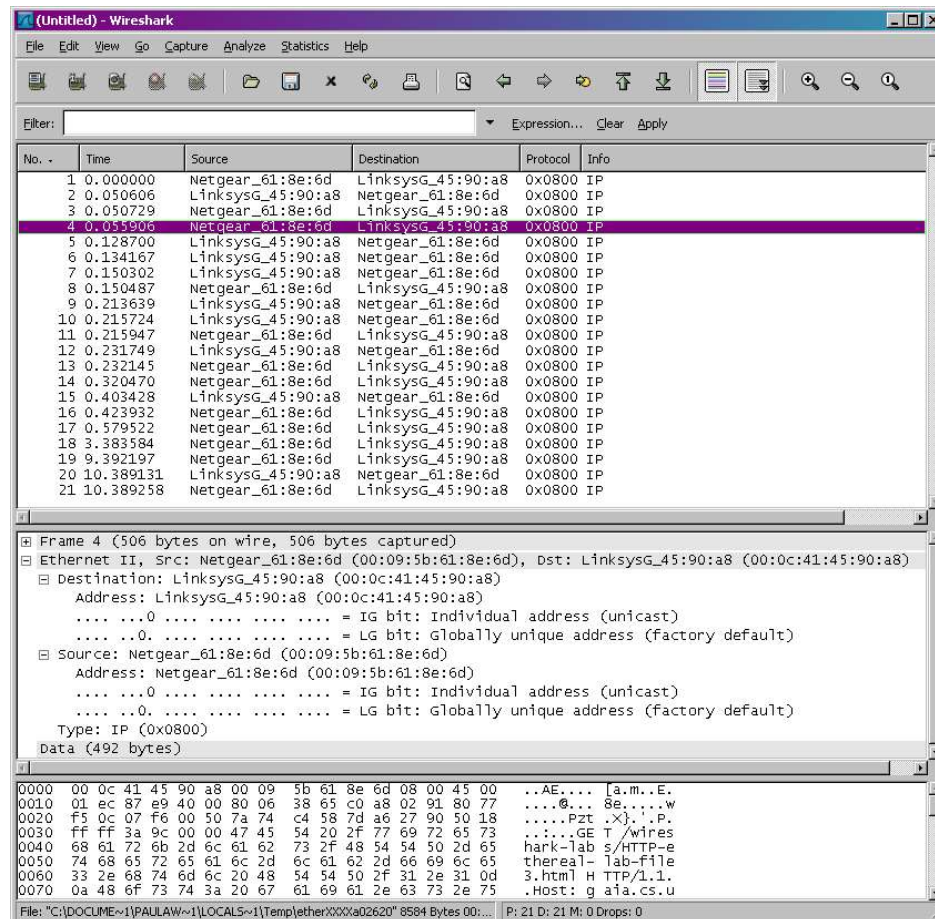 (Untitled) - Wireshark
File Edit View Go Capture Analyze Statistics Help
Filter: Expression... Clear Apply
No. - Time Source Destination Protocol Info
1 0.000000 Netgear_61:8e:6d LinksysG_45:90:a8 0x0800 IP
2 0.050606 LinksysG_45:90:a8 Netgear_61:8e:6d 0x0800 IP
3 0.050729 Netgear_61:8e:6d LinksysG_45:90:a8 0x0800 IP
4 0.055906 Netgear_61:8e:6d LinksysG_45:90:a8 0x0800 IP
5 0.128700 LinksysG_45:90:a8 Netgear_61:8e:6d 0x0800 IP
6 0.134167 LinksysG_45:90:a8 Netgear_61:8e:6d 0x0800 IP
7 0.150302 LinksysG_45:90:a8 Netgear_61:8e:6d 0x0800 IP
8 0.150487 Netgear_61:8e:6d LinksysG_45:90:a8 0x0800 IP
9 0.213639 LinksysG_45:90:a8 Netgear_61:8e:6d 0x0800 IP
10 0.215724 LinksysG_45:90:a8 Netgear_61:8e:6d 0x0800 IP
11 0.215947 Netgear_61:8e:6d LinksysG_45:90:a8 0x0800 IP
12 0.231749 LinksysG_45:90:a8 Netgear_61:8e:6d 0x0800 IP
13 0.232145 Netgear_61:8e:6d LinksysG_45:90:a8 0x0800 IP
14 0.320470 LinksysG_45:90:a8 Netgear_61:8e:6d 0x0800 IP
15 0.403428 LinksysG_45:90:a8 Netgear_61:8e:6d 0x0800 IP
16 0.423932 Netgear_61:8e:6d LinksysG_45:90:a8 0x0800 IP
17 0.579522 Netgear_61:8e:6d LinksysG_45:90:a8 0x0800 IP
18 3.383584 Netgear_61:8e:6d LinksysG_45:90:a8 0x0800 IP
19 9.392197 Netgear_61:8e:6d LinksysG_45:90:a8 0x0800 IP
20 10.389131 LinksysG_45:90:a8 Netgear_61:8e:6d 0x0800 IP
21 10.389258 Netgear_61:8e:6d LinksysG_45:90:a8 0x0800 IP
Frame 4 (506 bytes on wire, 506 bytes captured)
Ethernet II, Src: Netgear_61:8e:6d (00:09:5b:61:8e:6d), Dst: LinksysG_45:90:a8 (00:0c:41:45:90:a8)
Destination: LinksysG_45:90:a8 (00:0c:41:45:90:a8)
Address: LinksysG_45:90:a8 (00:0c:41:45:90:a8)
.... ...0 .... .... .... .... = IG bit: Individual address (unicast)
.... ..0. .... .... .... .... = LG bit: Globally unique address (factory default)
Source: Netgear_61:8e:6d (00:09:5b:61:8e:6d)
Address: Netgear_61:8e:6d (00:09:5b:61:8e:6d)
.... ...0 .... .... .... .... = IG bit: Individual address (unicast)
.... ..0. .... .... .... .... = LG bit: Globally unique address (factory default)
Type: IP (0x0800)
Data (492 bytes)
0000 00 0c 41 45 90 a8 00 09 5b 61 8e 6d 08 00 45 00 ..AE.... [a.m..E.
0010 01 ec 87 e9 40 00 80 06 38 65 c0 a8 02 91 80 77 ....@... 8e.....w
0020 f5 0c 07 f6 00 50 7a 74 c4 58 7d a6 27 90 50 18 .....Pzt .X}.'.P.
0030 ff ff 3a 9c 00 00 47 45 54 20 2f 77 69 72 65 73 ..:...GE T /wires
0040 68 61 72 6b 2d 6c 61 62 73 2f 48 54 54 50 2d 65 hark-lab s/HTTP-e
0050 74 68 65 72 65 61 6c 2d 6c 61 62 2d 66 69 6c 65 thereal- lab-file
0060 33 2e 68 74 6d 6c 20 48 54 54 50 2f 31 2e 31 0d 3.html H TTP/1.1.
0070 0a 48 6f 73 74 3a 20 67 61 69 61 2e 63 73 2e 75 .Host: g aia.cs.u
File: "C:\DOCUME~1\PAULAW~1\LOCALS~1\Temp\etherXXXXa02620" 8584 Bytes 00:... P: 21 D: 21 M: 0 Drops: 0